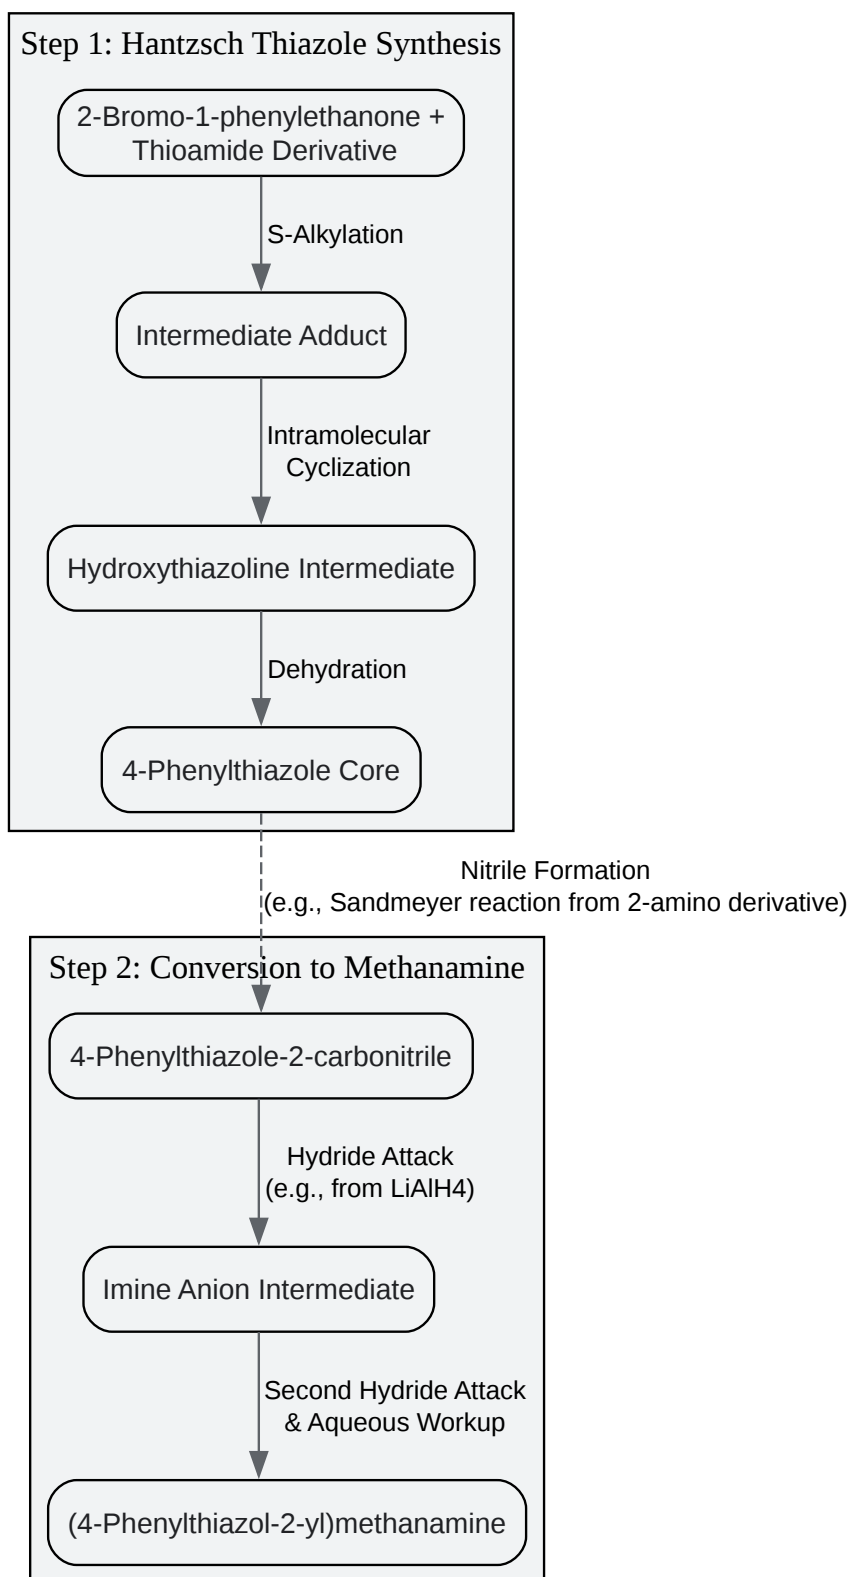 Step 1: Hantzsch Thiazole Synthesis
2-Bromo-1-phenylethanone +
Thioamide Derivative
S-Alkylation
Intermediate Adduct
Intramolecular
Cyclization
Hydroxythiazoline Intermediate
Dehydration
4-Phenylthiazole Core
Nitrile Formation
(e.g., Sandmeyer reaction from 2-amino derivative)
Step 2: Conversion to Methanamine
4-Phenylthiazole-2-carbonitrile
Hydride Attack
(e.g., from LiAlH4)
Imine Anion Intermediate
Second Hydride Attack
& Aqueous Workup
(4-Phenylthiazol-2-yl)methanamine